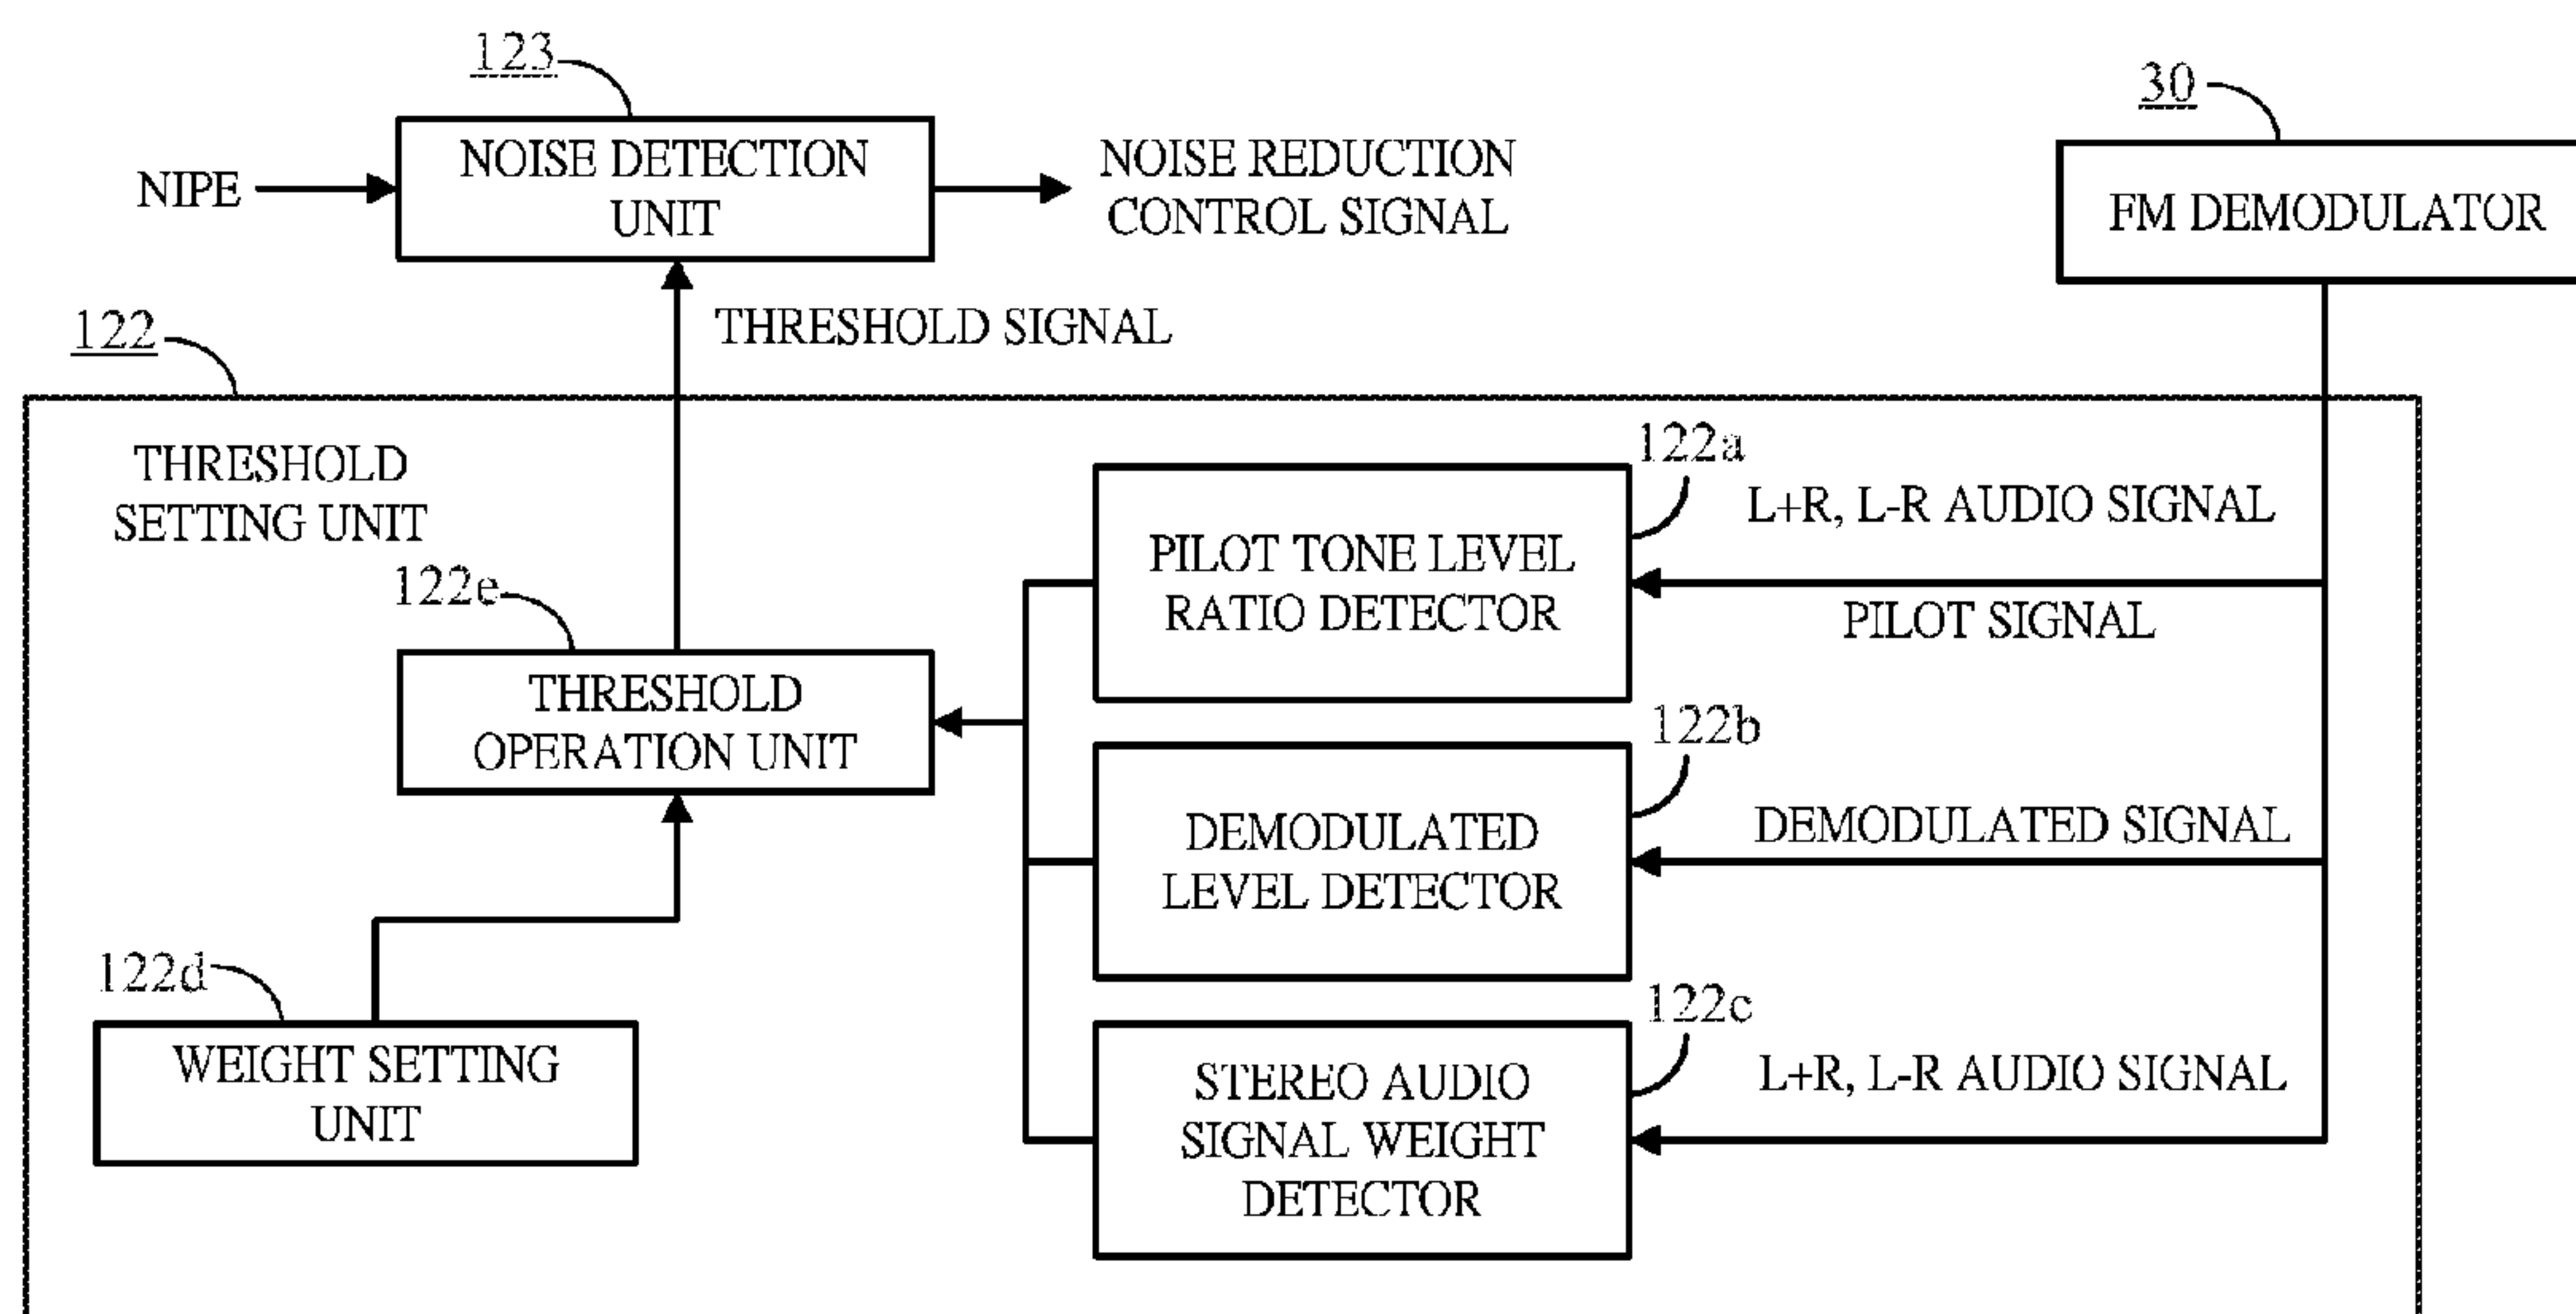 123
30
NIPE
NOISE DETECTION
UNIT
NOISE REDUCTION
CONTROL SIGNAL
FM DEMODULATOR
122
THRESHOLD SIGNAL
THRESHOLD
SETTING UNIT
122a
L+R, L-R AUDIO SIGNAL
PILOT TONE LEVEL
RATIO DETECTOR
PILOT SIGNAL
122e
THRESHOLD
OPERATION UNIT
122b
DEMODULATED
LEVEL DETECTOR
DEMODULATED SIGNAL
122d
WEIGHT SETTING
UNIT
122c
STEREO AUDIO
SIGNAL WEIGHT
DETECTOR
L+R, L-R AUDIO SIGNAL